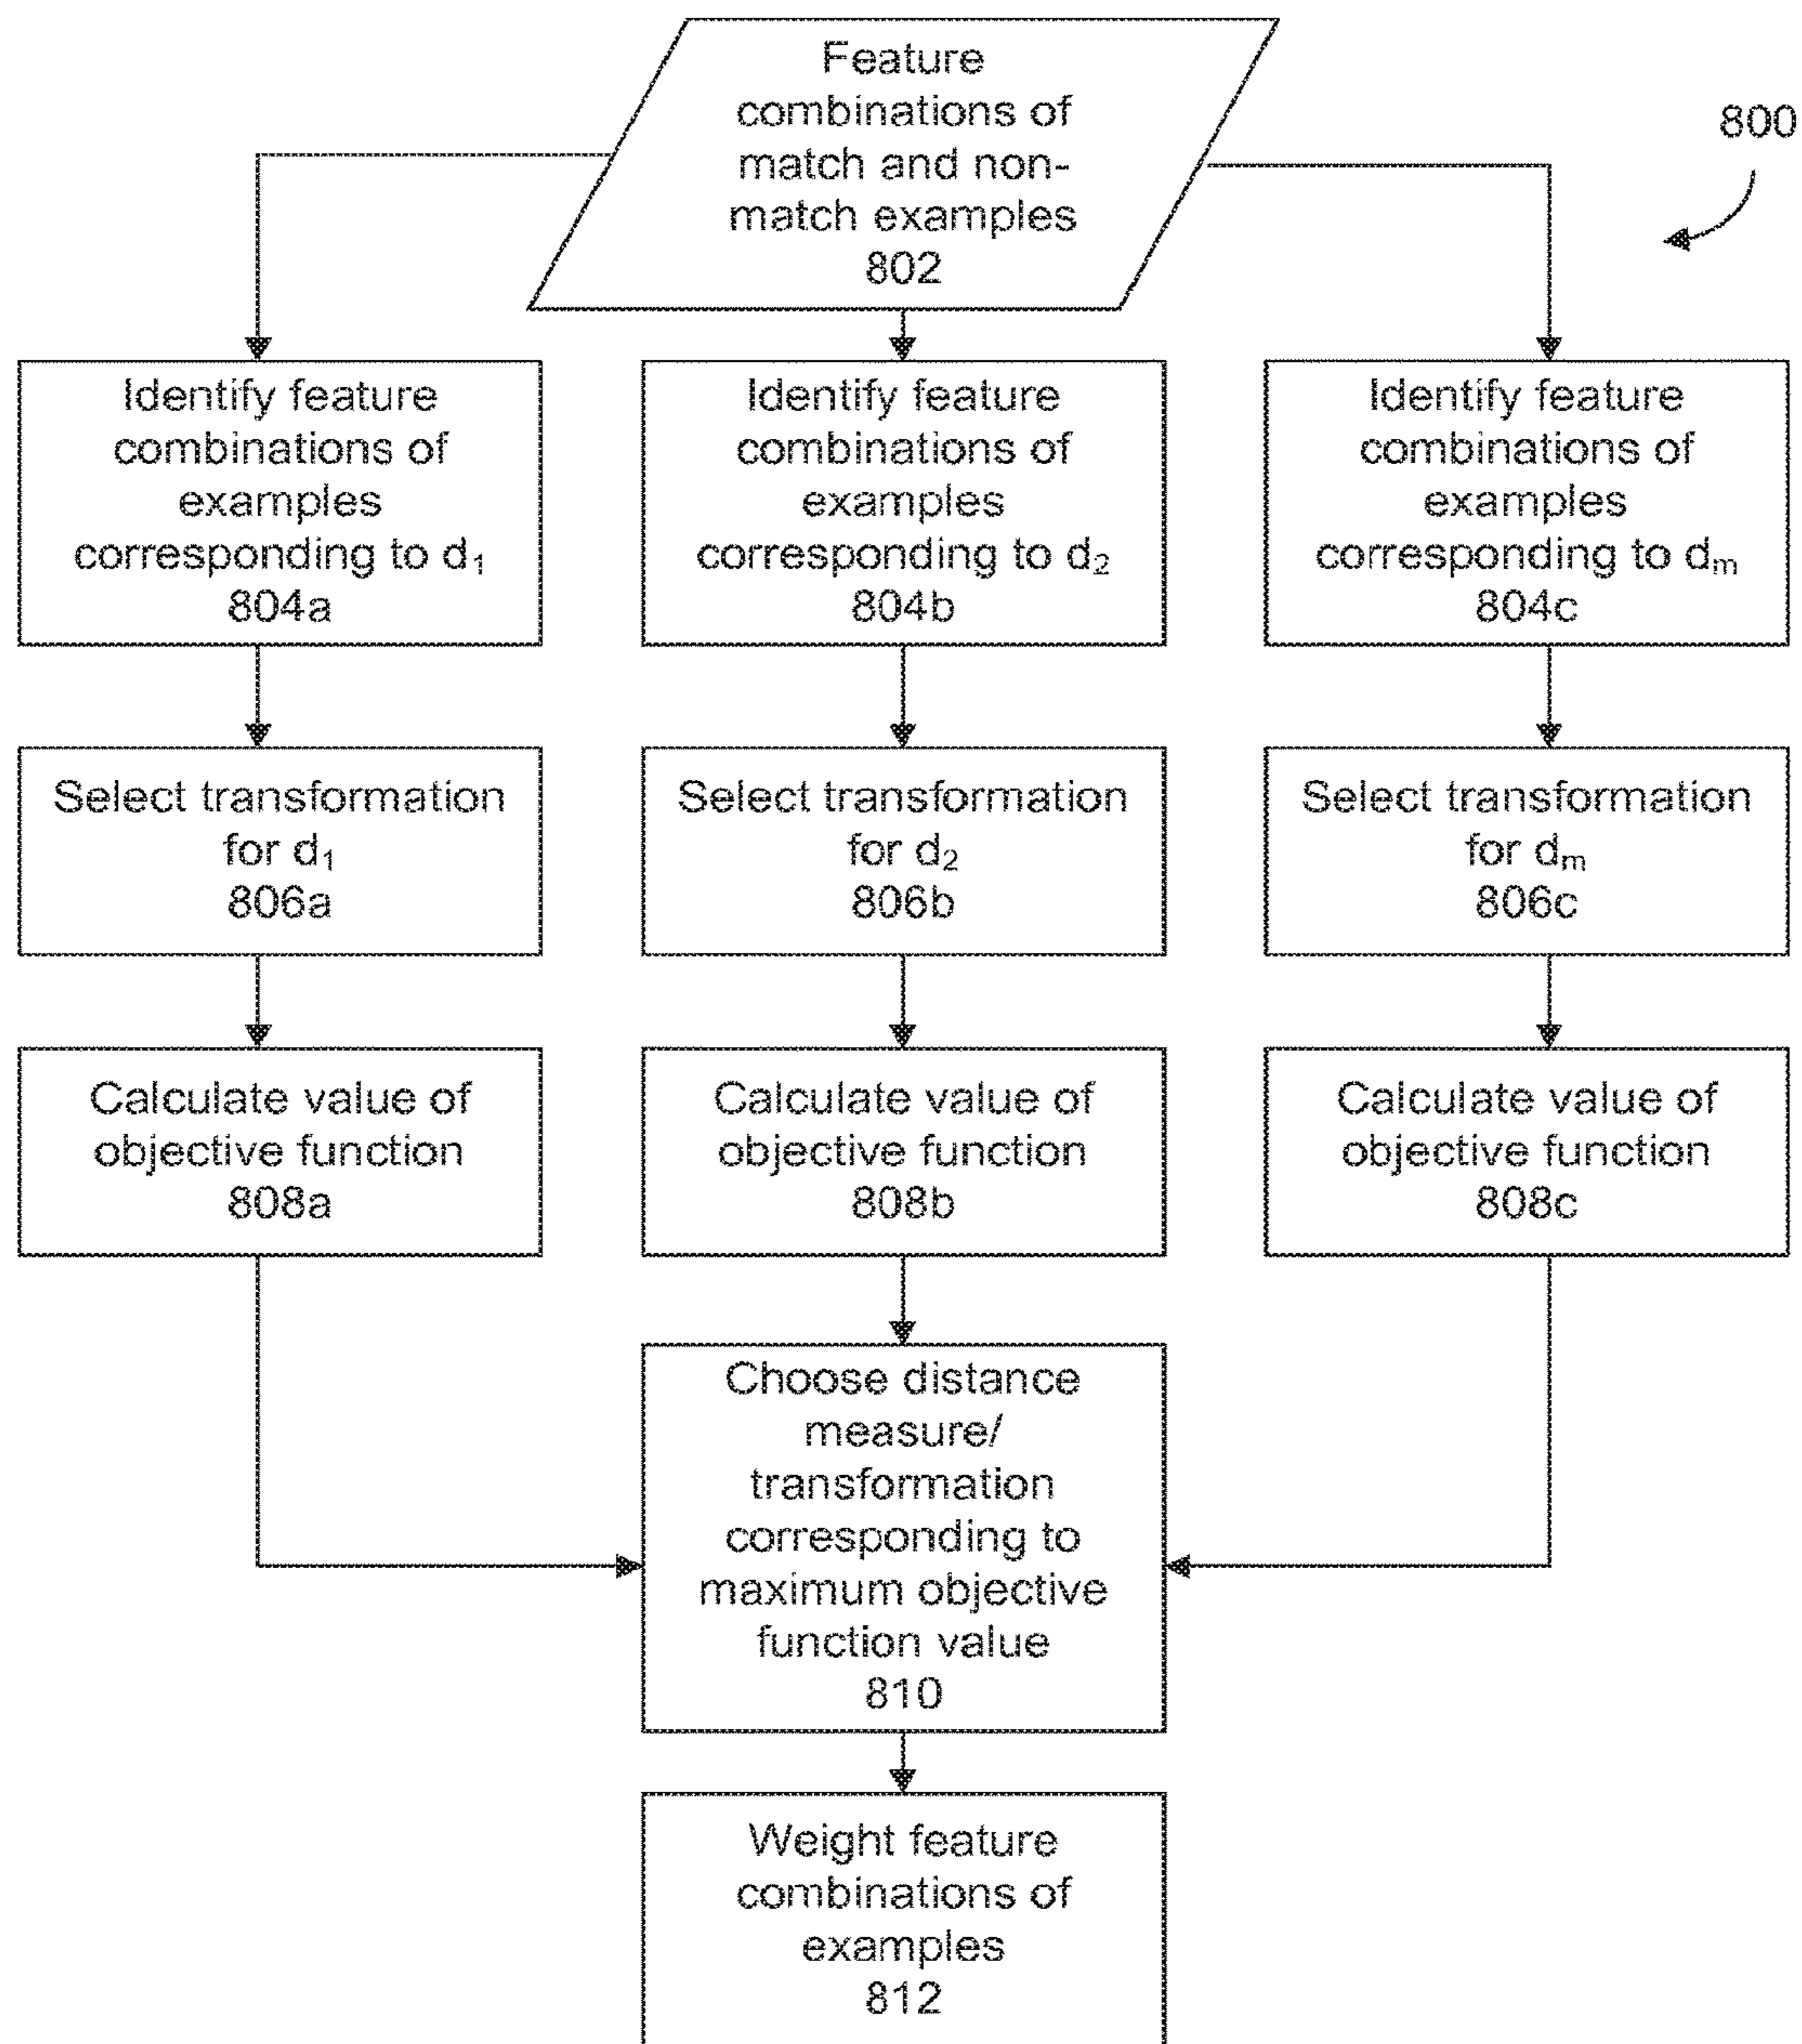 Feature
combinations of
match and non-
match examples
802
800
Identify feature
combinations of
examples
corresponding to d₁
804a
Identify feature
combinations of
examples
corresponding to d₂
804b
Identify feature
combinations of
examples
corresponding to dₘ
804c
Select transformation
for d₁
806a
Select transformation
for d₂
806b
Select transformation
for dₘ
806c
Calculate value of
objective function
808a
Calculate value of
objective function
808b
Calculate value of
objective function
808c
Choose distance
measure/
transformation
corresponding to
maximum objective
function value
810
Weight feature
combinations of
examples
812